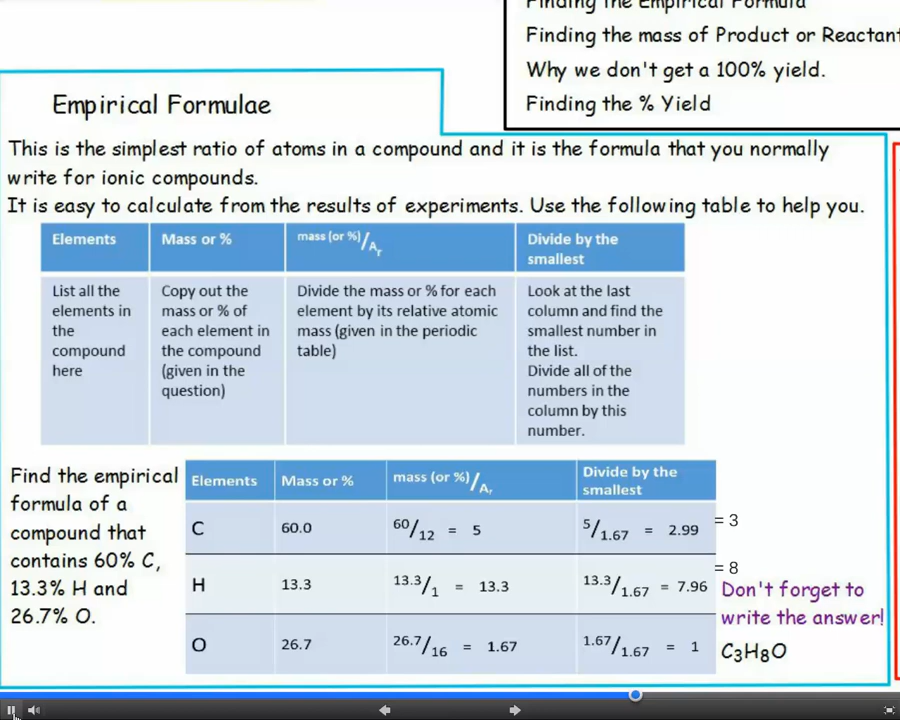 Finding the Empirical Formula
Finding the mass of Product or Reactant
Why we don't get a 100% yield.
Finding the % Yield
Empirical Formulae
This is the simplest ratio of atoms in a compound and it is the formula that you normally
write for ionic compounds.
It is easy to calculate from the results of experiments. Use the following table to help you.
Elements
Mass or %
mass (or %)/Ar
Divide by the
smallest
List all the
elements in
the
compound
here
Copy out the
mass or % of
each element in
the compound
(given in the
question)
Divide the mass or % for each
element by its relative atomic
mass (given in the periodic
table)
Look at the last
column and find the
smallest number in
the list.
Divide all of the
numbers in the
column by this
number.
Find the empirical
formula of a
compound that
contains 60% C,
13.3% H and
26.7% O.
Elements
Mass or %
mass (or %)/Ar
Divide by the
smallest
C
60.0
60/12 = 5
5/1.67 = 2.99
= 3
H
13.3
13.3/1 = 13.3
13.3/1.67 = 7.96
= 8
O
26.7
26.7/16 = 1.67
1.67/1.67 = 1
Don't forget to
write the answer!
C3H8O